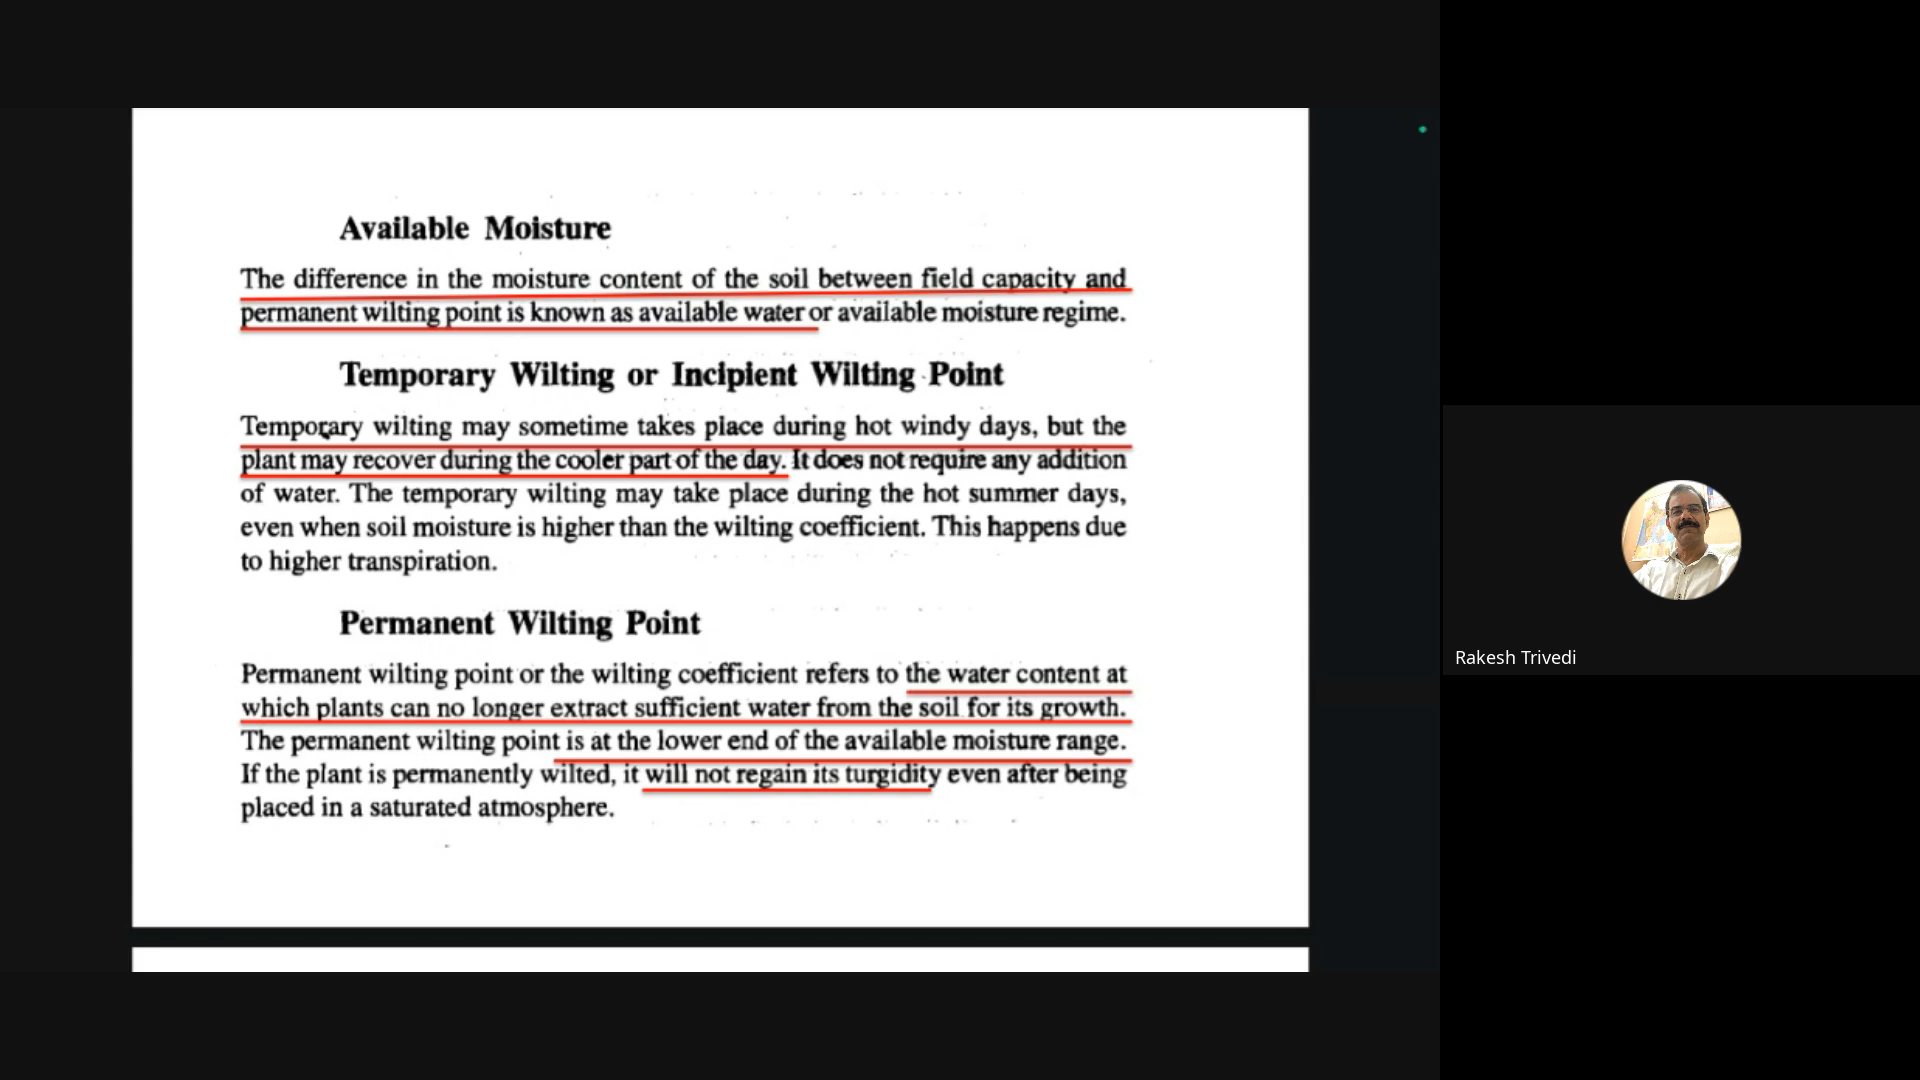 Available Moisture
The difference in the moisture content of the soil between field capacity and
permanent wilting point is known as available water or available moisture regime.
Temporary Wilting or Incipient Wilting Point
Temporary wilting may sometime takes place during hot windy days, but the
plant may recover during the cooler part of the day. It does not require any addition
of water. The temporary wilting may take place during the hot summer days,
even when soil moisture is higher than the wilting coefficient. This happens due
to higher transpiration.
Permanent Wilting Point
Permanent wilting point or the wilting coefficient refers to the water content at
which plants can no longer extract sufficient water from the soil for its growth.
The permanent wilting point is at the lower end of the available moisture range.
If the plant is permanently wilted, it will not regain its turgidity even after being
placed in a saturated atmosphere.
Rakesh Trivedi